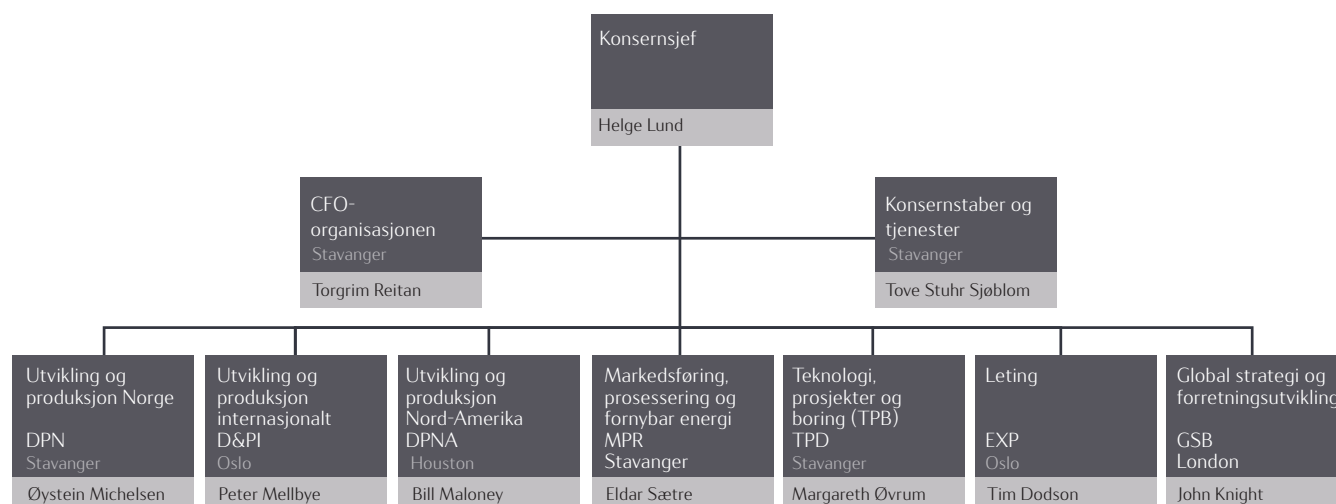 Konsernsjef
Helge Lund
CFO-
organisasjonen
Stavanger
Torgrim Reitan
Konsernstaber og
tjenester
Stavanger
Tove Stuhr Sjøblom
Utvikling og
produksjon Norge
DPN
Stavanger
Øystein Michelsen
Utvikling og
produksjon
internasjonalt
D&PI
Oslo
Peter Mellbye
Utvikling og
produksjon
Nord-Amerika
DPNA
Houston
Bill Maloney
Markedsføring,
prosessering og
fornybar energi
MPR
Stavanger
Eldar Sætre
Teknologi,
prosjekter og
boring (TPB)
TPD
Stavanger
Margareth Øvrum
Leting
EXP
Oslo
Tim Dodson
Global strategi og
forretningsutvikling
GSB
London
John Knight